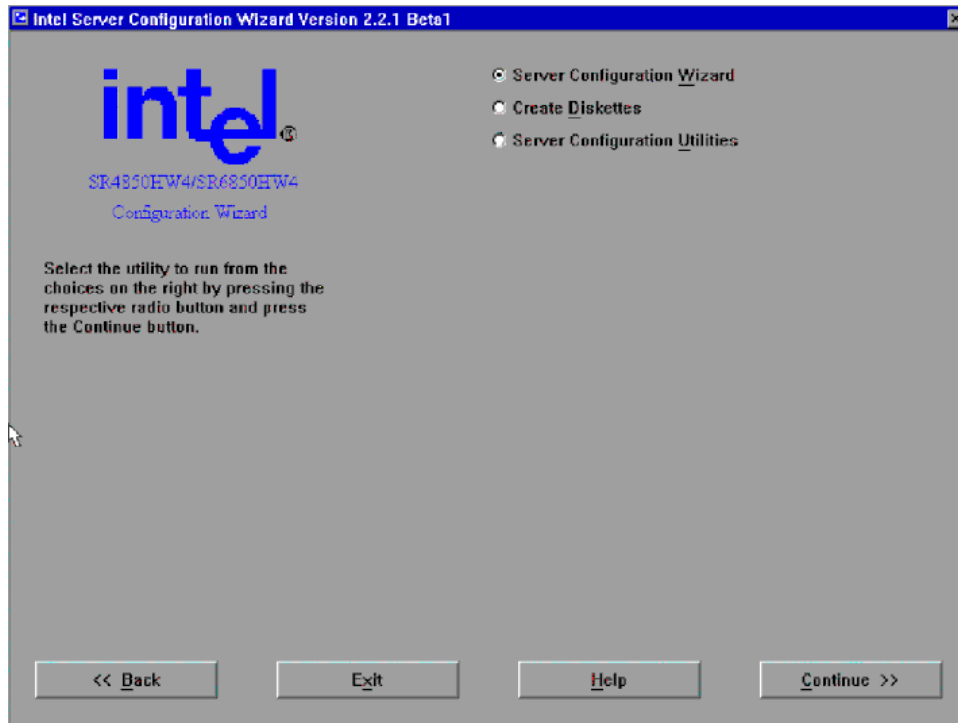 Intel Server Configuration Wizard Version 2.2.1 Beta1
intel®
SR4850HW4/SR6850HW4
Configuration Wizard
Select the utility to run from the
choices on the right by pressing the
respective radio button and press
the Continue button.
Server Configuration Wizard
Create Diskettes
Server Configuration Utilities
<< Back
Exit
Help
Continue >>